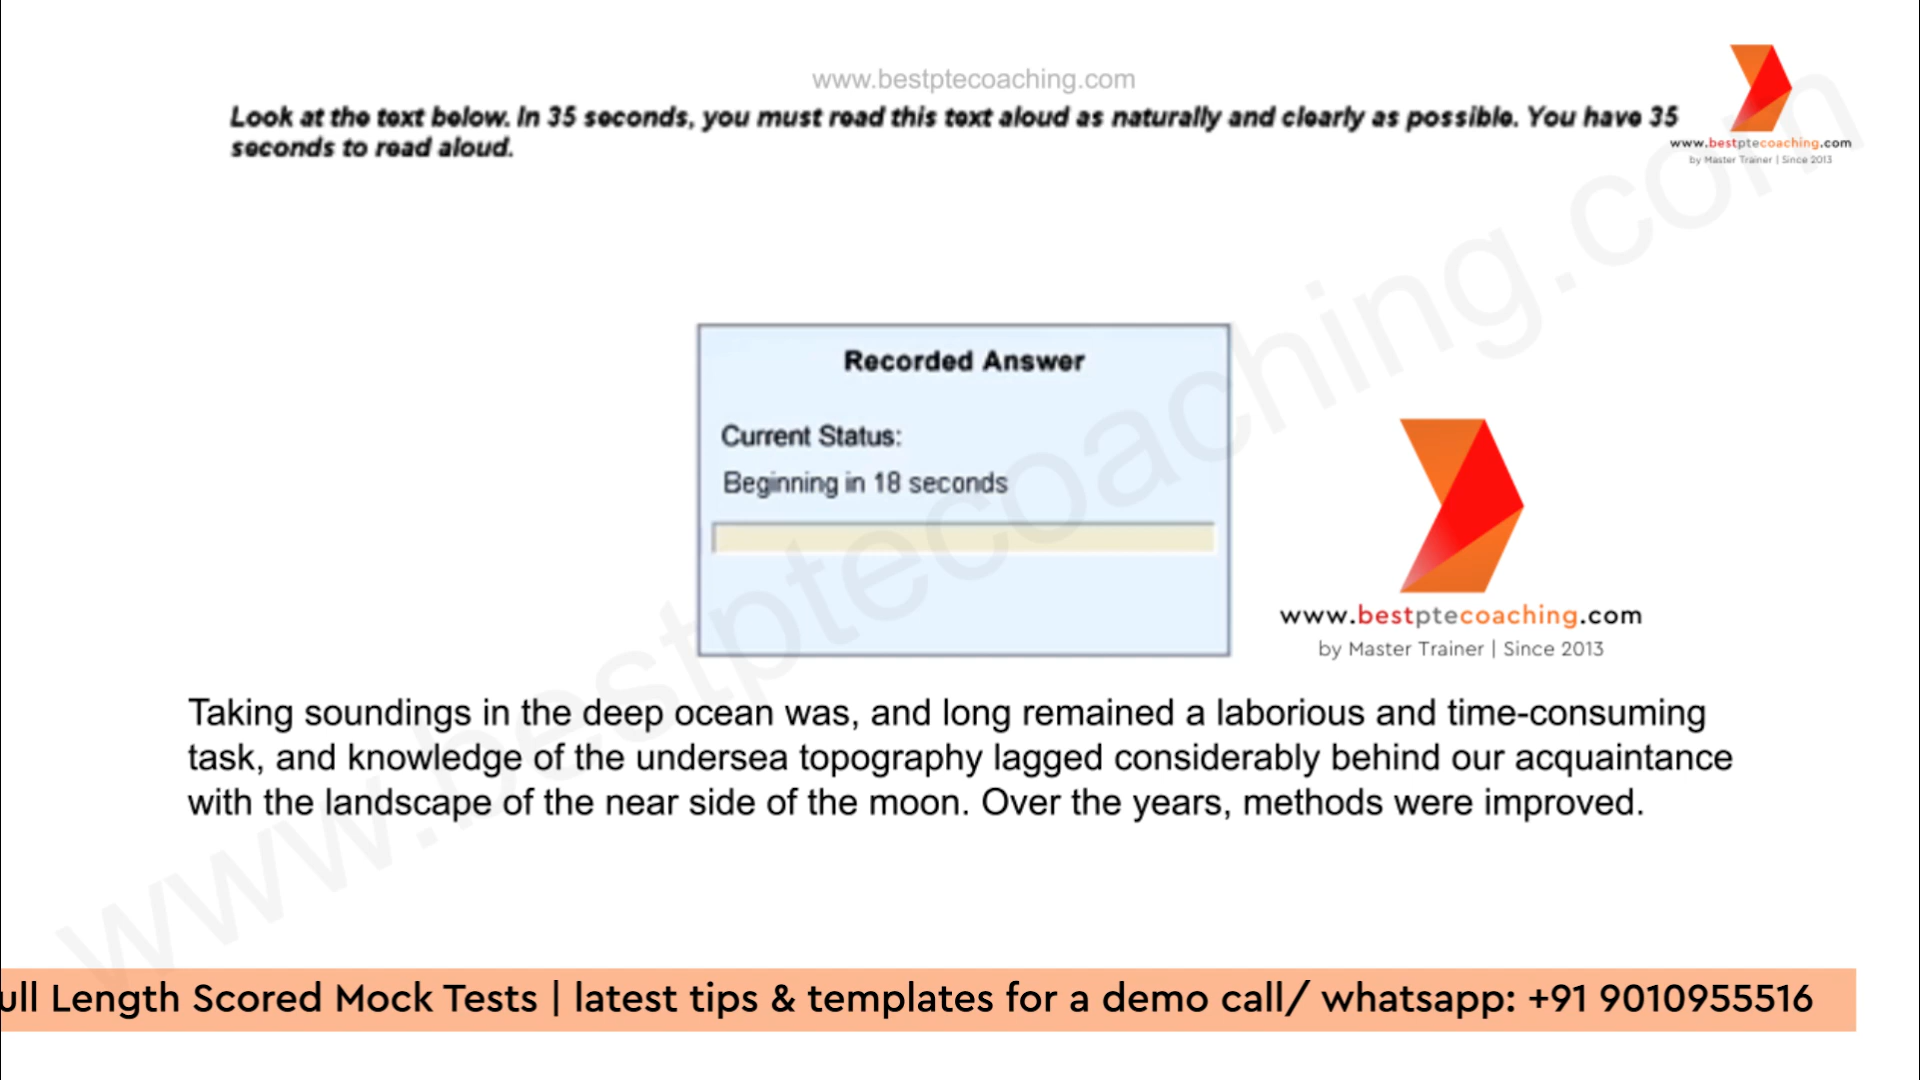 www.bestptecoaching.com
Look at the text below. In 35 seconds, you must read this text aloud as naturally and clearly as possible. You have 35
seconds to read aloud.
www.bestptecoaching.com
by Master Trainer | Since 2013
Recorded Answer
Current Status:
Beginning in 18 seconds
www.bestptecoaching.com
by Master Trainer | Since 2013
www.bestptecoaching.com
Taking soundings in the deep ocean was, and long remained a laborious and time-consuming
task, and knowledge of the undersea topography lagged considerably behind our acquaintance
with the landscape of the near side of the moon. Over the years, methods were improved.
ull Length Scored Mock Tests | latest tips & templates for a demo call/ whatsapp: +91 9010955516